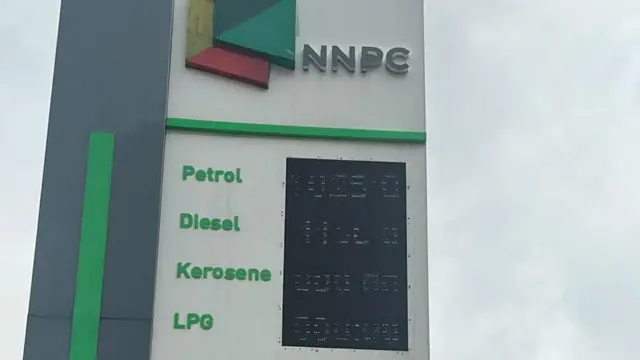 NNPC
Petrol
Diesel
Kerosene
LPG